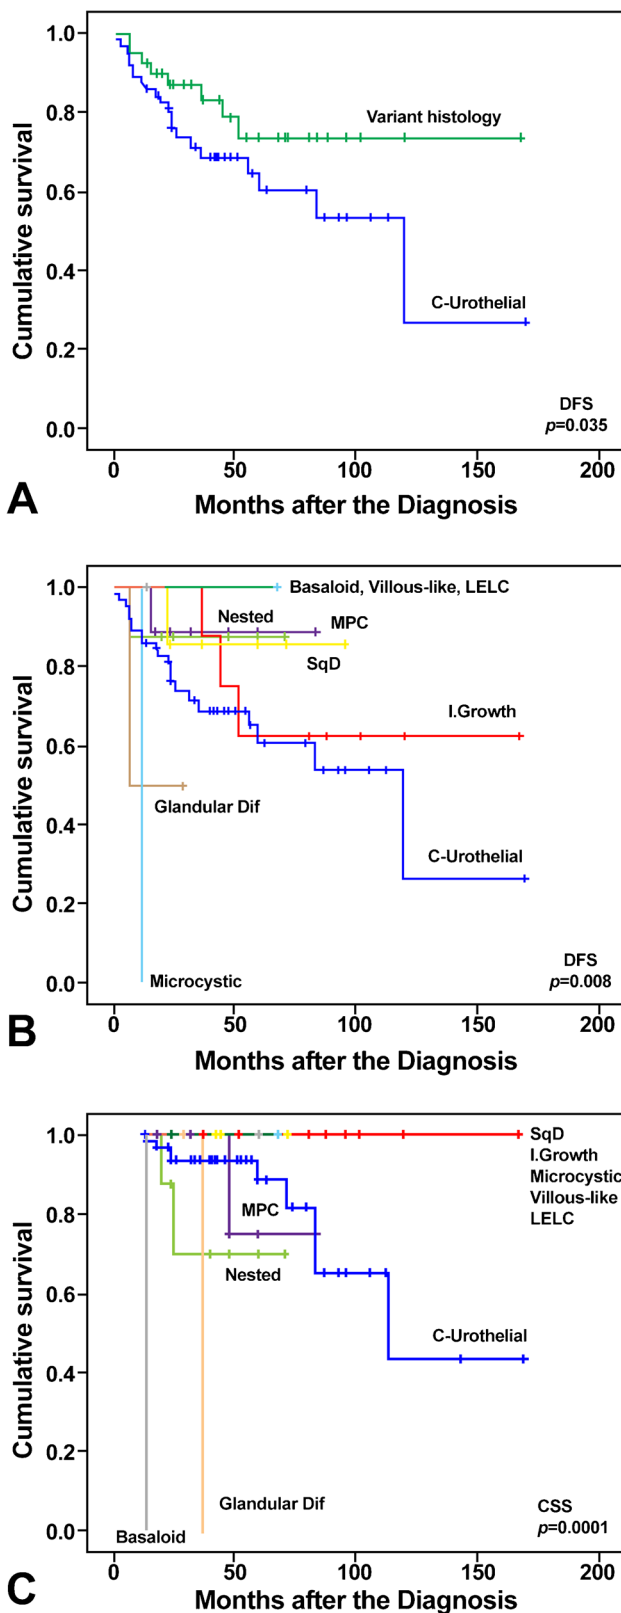 1.0
Variant histology
0.8
0.6
0.4
C-Urothelial
0.2
DFS
0.0
p=0.035
0 50 100 150 200
A
Months after the Diagnosis
Cumulative survival
1.0
Basaloid, Villous-like, LELC
Nested
MPC
0.8
SqD
I.Growth
0.6
Glandular Dif
0.4
C-Urothelial
0.2
DFS
0.0
Microcystic
p=0.008
0 50 100 150 200
B
Months after the Diagnosis
Cumulative survival
1.0
SqD
I.Growth
Microcystic
Villous-like
LELC
0.8
MPC
Nested
0.6
C-Urothelial
0.4
0.2
Glandular Dif
CSS
0.0
p=0.0001
Basaloid
0 50 100 150 200
C
Months after the Diagnosis
Cumulative survival